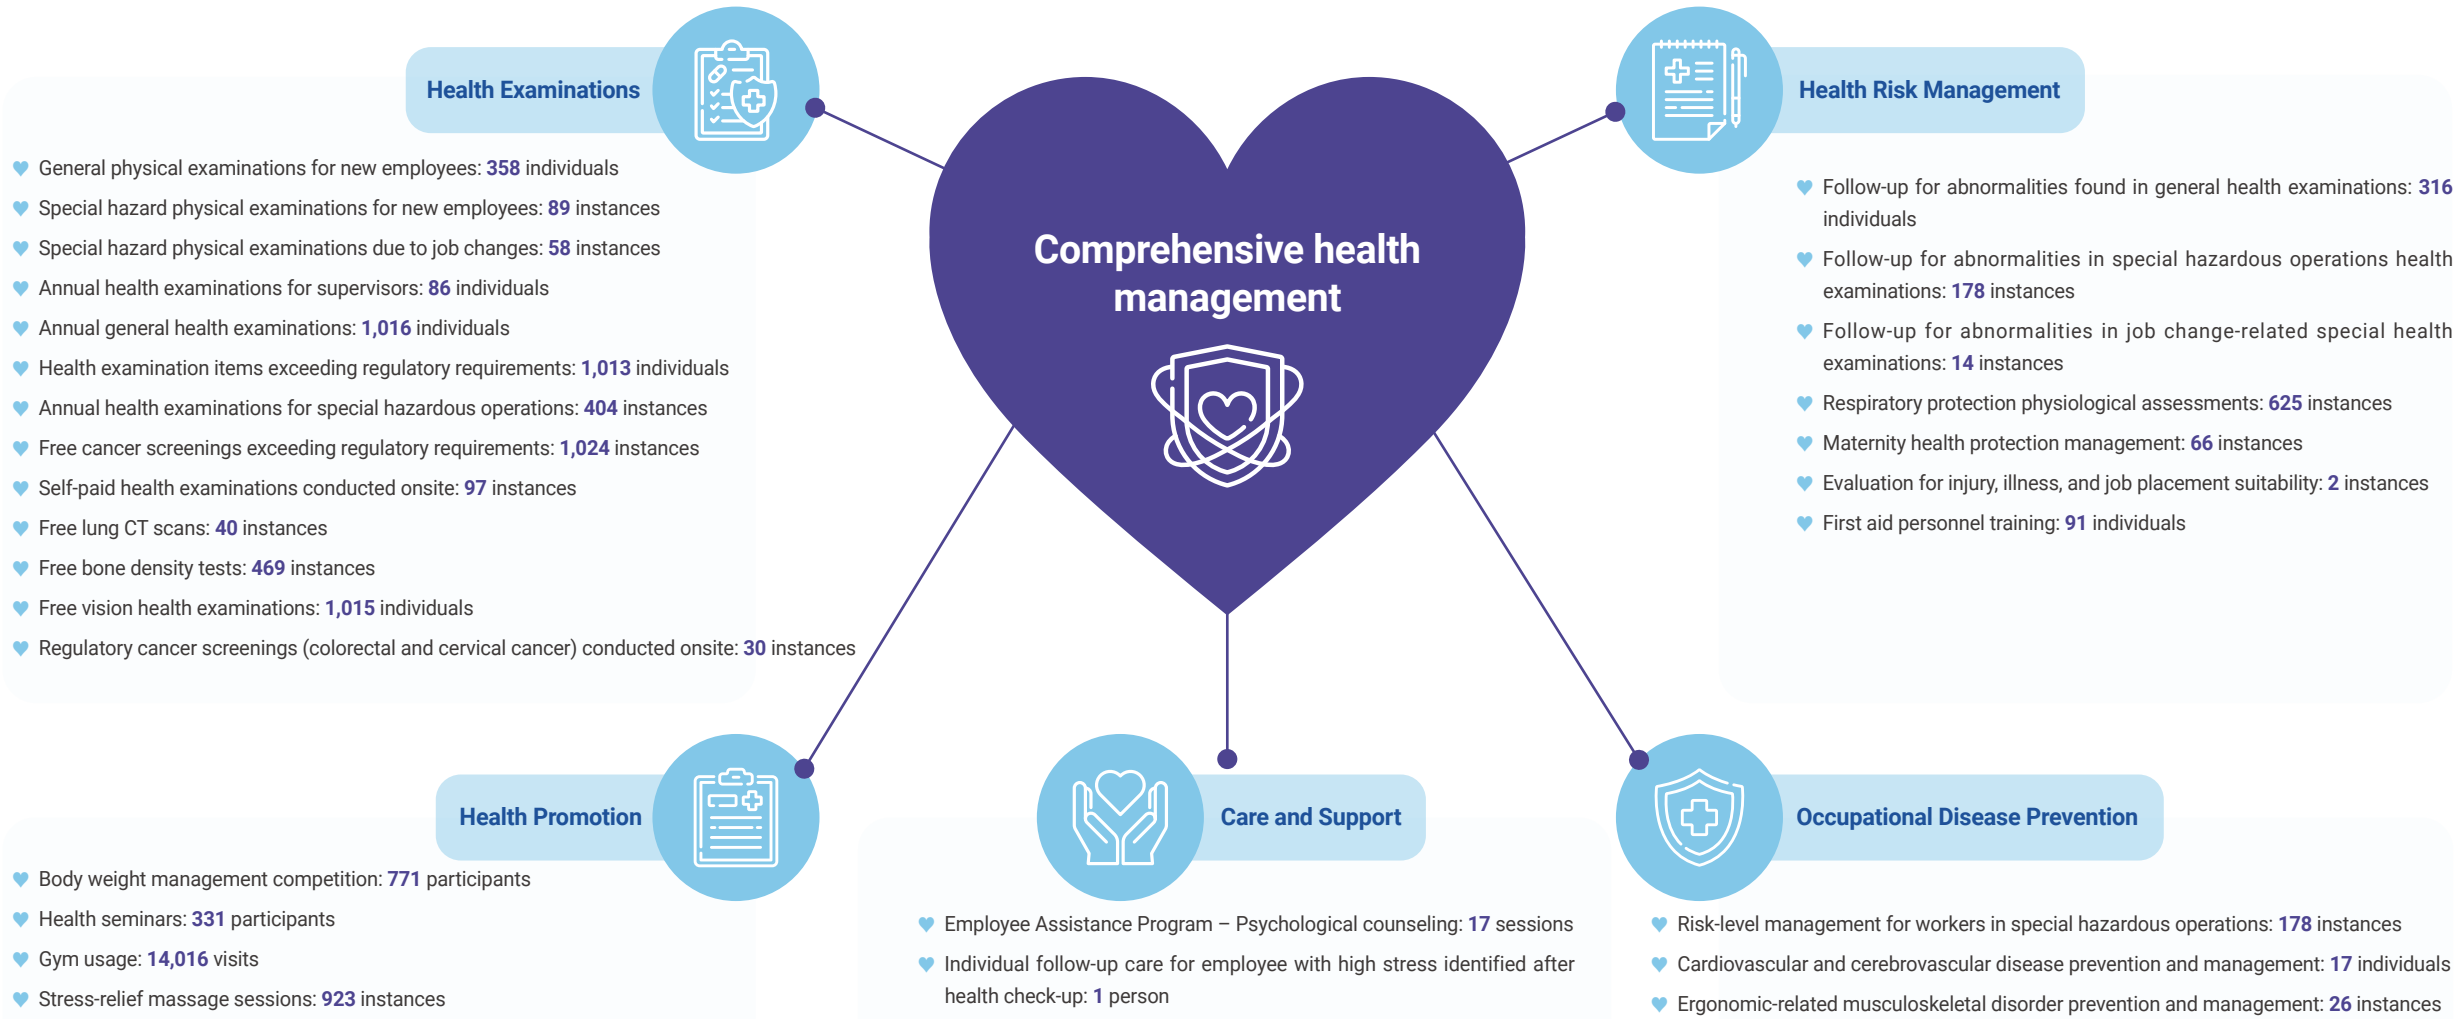 Health Examinations
General physical examinations for new employees: 358 individuals
Special hazard physical examinations for new employees: 89 instances
Special hazard physical examinations due to job changes: 58 instances
Annual health examinations for supervisors: 86 individuals
Annual general health examinations: 1,016 individuals
Health examination items exceeding regulatory requirements: 1,013 individuals
Annual health examinations for special hazardous operations: 404 instances
Free cancer screenings exceeding regulatory requirements: 1,024 instances
Self-paid health examinations conducted onsite: 97 instances
Free lung CT scans: 40 instances
Free bone density tests: 469 instances
Free vision health examinations: 1,015 individuals
Regulatory cancer screenings (colorectal and cervical cancer) conducted onsite: 30 instances
Comprehensive health
management
Health Risk Management
Follow-up for abnormalities found in general health examinations: 316
individuals
Follow-up for abnormalities in special hazardous operations health
examinations: 178 instances
Follow-up for abnormalities in job change-related special health
examinations: 14 instances
Respiratory protection physiological assessments: 625 instances
Maternity health protection management: 66 instances
Evaluation for injury, illness, and job placement suitability: 2 instances
First aid personnel training: 91 individuals
Health Promotion
Body weight management competition: 771 participants
Health seminars: 331 participants
Gym usage: 14,016 visits
Stress-relief massage sessions: 923 instances
Care and Support
Employee Assistance Program – Psychological counseling: 17 sessions
Individual follow-up care for employee with high stress identified after
health check-up: 1 person
Occupational Disease Prevention
Risk-level management for workers in special hazardous operations: 178 instances
Cardiovascular and cerebrovascular disease prevention and management: 17 individuals
Ergonomic-related musculoskeletal disorder prevention and management: 26 instances